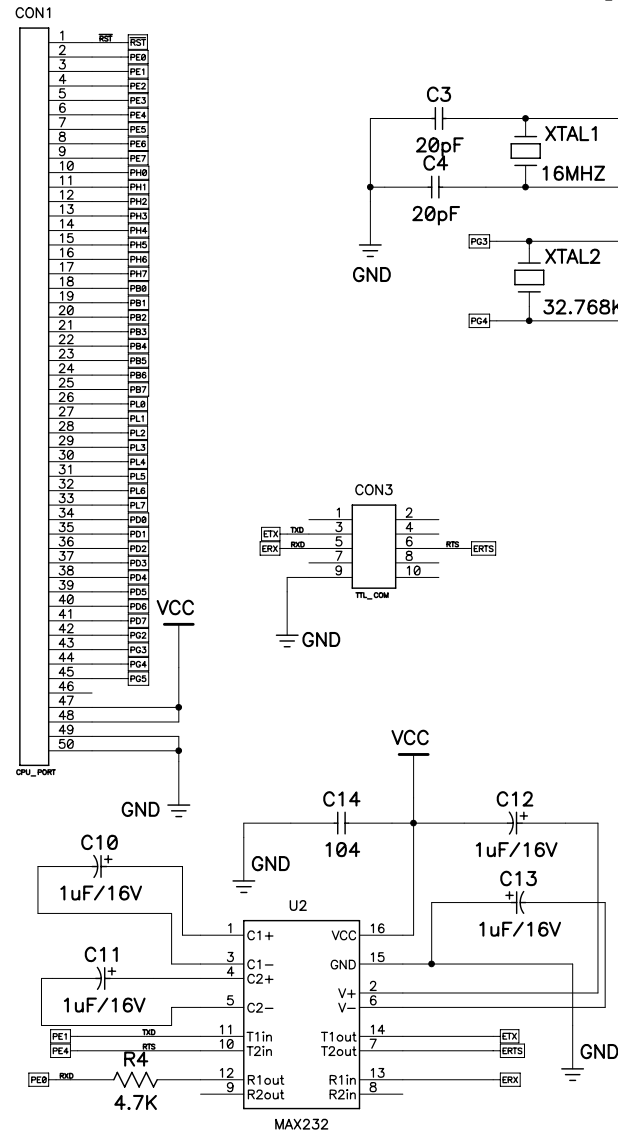 CON1
1 RST RST
2 PE0
3 PE1
4 PE2
5 PE3
6 PE4
7 PE5
8 PE6
9 PE7
10 PH0
11 PH1
12 PH2
13 PH3
14 PH4
15 PH5
16 PH6
17 PH7
18 PB0
19 PB1
20 PB2
21 PB3
22 PB4
23 PB5
24 PB6
25 PB7
26 PL0
27 PL1
28 PL2
29 PL3
30 PL4
31 PL5
32 PL6
33 PL7
34 PD0
35 PD1
36 PD2
37 PD3
38 PD4
39 PD5
40 PD6
41 PD7
42 PG2
43 PG3
44 PG4
45 PG5
46
47
48
49
50
CPU_PORT
VCC
GND
C3
20pF
C4
20pF
GND
XTAL1
16MHZ
PG3
XTAL2
32.768K
PG4
CON3
1 2
ETX TXD 3 4
ERX RXD 5 6 RTS ERTS
7 8
9 10
TTL_COM
GND
VCC
C14
104
GND
C12
1uF/16V
C13
1uF/16V
C10
1uF/16V
C11
1uF/16V
U2
1 C1+ VCC 16
3 C1- GND 15
4 C2+
V+ 2
5 C2- V- 6
PE1 TXD 11 T1in T1out 14 ETX
PE4 RTS 10 T2in T2out 7 ERTS
GND
R4
PE0 RXD 12 R1out R1in 13 ERX
4.7K
9 R2out R2in 8
MAX232